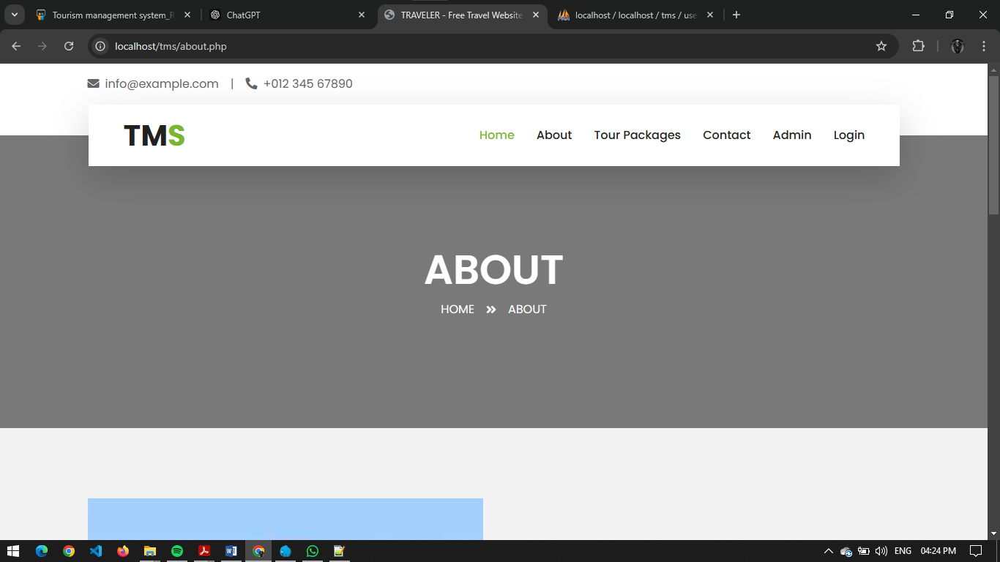 Tourism management system_R
ChatGPT
TRAVELER - Free Travel Website
localhost / localhost / tms / use
localhost/tms/about.php
info@example.com | +012 345 67890
TMS
Home About Tour Packages Contact Admin Login
ABOUT
HOME ABOUT
ENG 04:24 PM